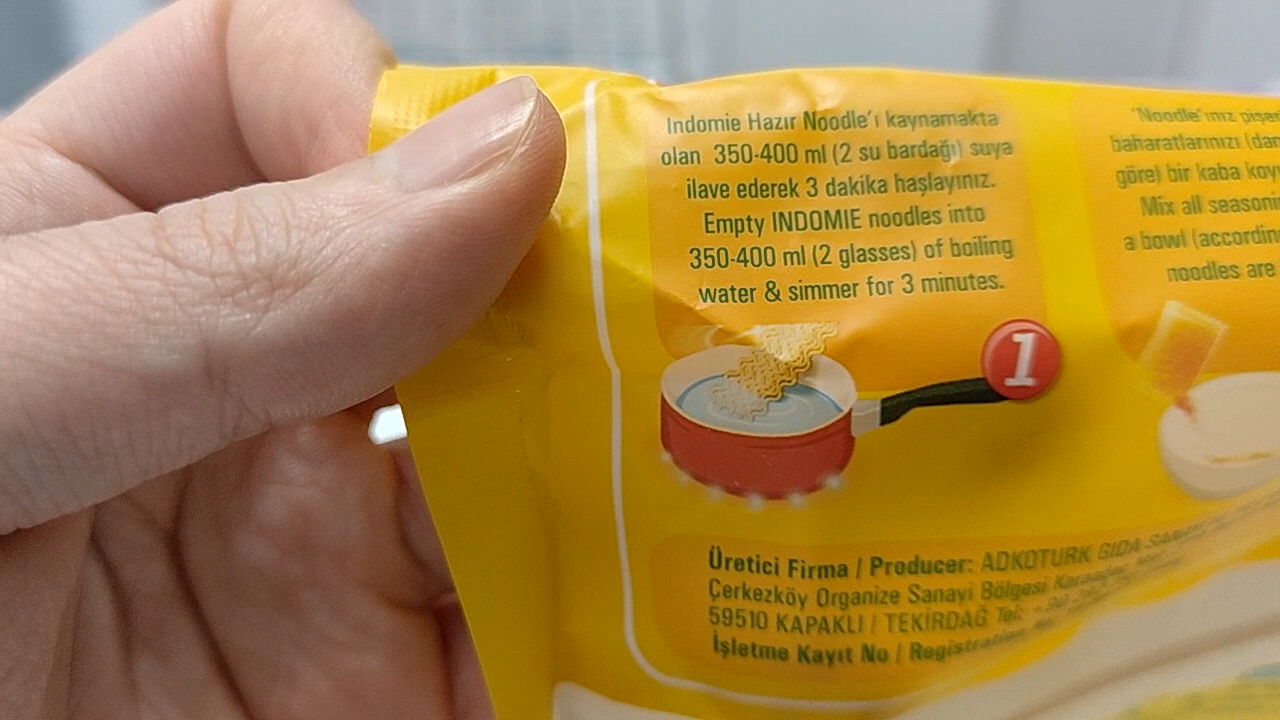 Indomie Hazır Noodle'ı kaynamakta
olan 350-400 ml (2 su bardağı) suya
ilave ederek 3 dakika haşlayınız.
Empty INDOMIE noodles into
350-400 ml (2 glasses) of boiling
water & simmer for 3 minutes.
1
'Noodle'ınız
baharatlarınızı
göre) bir kaba
Mix all
a bowl
noodles are
Üretici Firma / Producer: ADKOTURK GIDA
Çerkezköy Organize Sanayi Bölgesi
59510 KAPAKLI / TEKİRDAĞ Tel:
İşletme Kayıt No / Registration